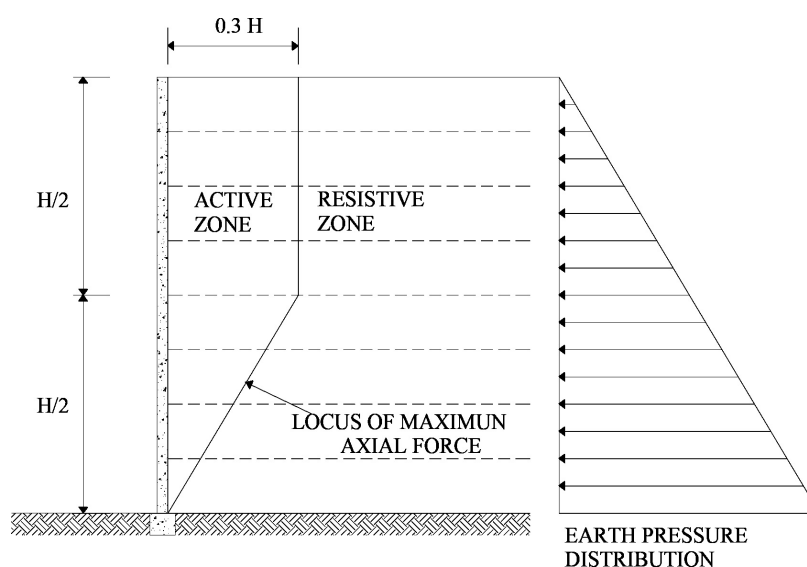 0.3 H
H/2
ACTIVE
ZONE
RESISTIVE
ZONE
H/2
LOCUS OF MAXIMUN
AXIAL FORCE
EARTH PRESSURE
DISTRIBUTION